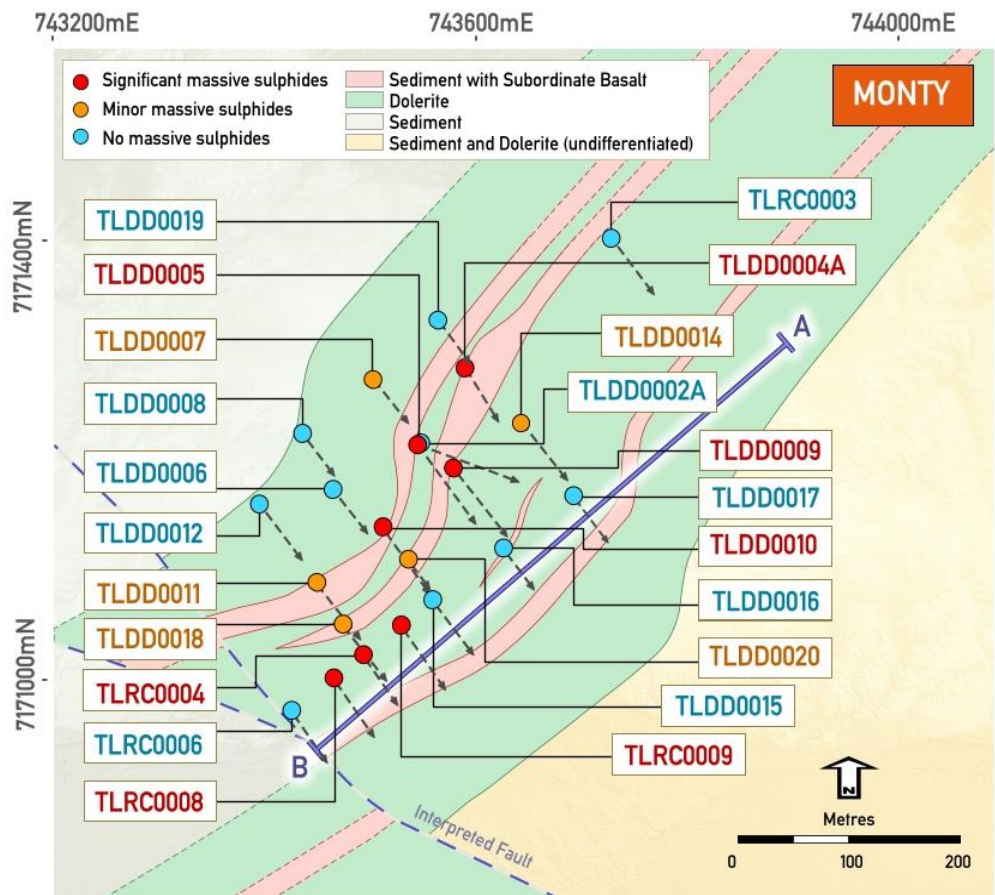 743200mE
743600mE
744000mE
Significant massive sulphides
Minor massive sulphides
No massive sulphides
Sediment with Subordinate Basalt
Dolerite
Sediment
Sediment and Dolerite (undifferentiated)
MONTY
7171400mN
7171000mN
TLDD0019
TLDD0005
TLDD0007
TLDD0008
TLDD0006
TLDD0012
TLDD0011
TLDD0018
TLRC0004
TLRC0006
TLRC0008
TLRC0003
TLDD0004A
TLDD0014
TLDD0002A
TLDD0009
TLDD0017
TLDD0010
TLDD0016
TLDD0020
TLDD0015
TLRC0009
A
B
Interpreted Fault
N
Metres
0 100 200